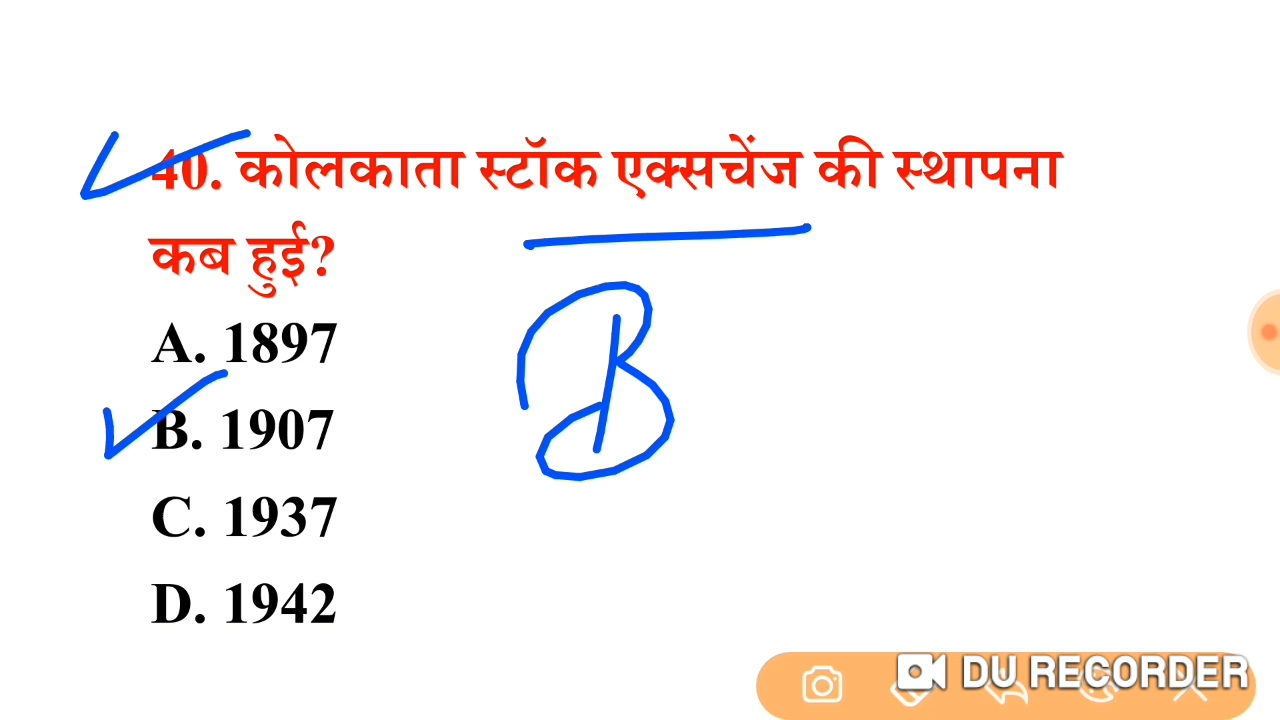 40. कोलकाता स्टॉक एक्सचेंज की स्थापना
कब हुई?
A. 1897
B. 1907
C. 1937
D. 1942
B
DU RECORDER